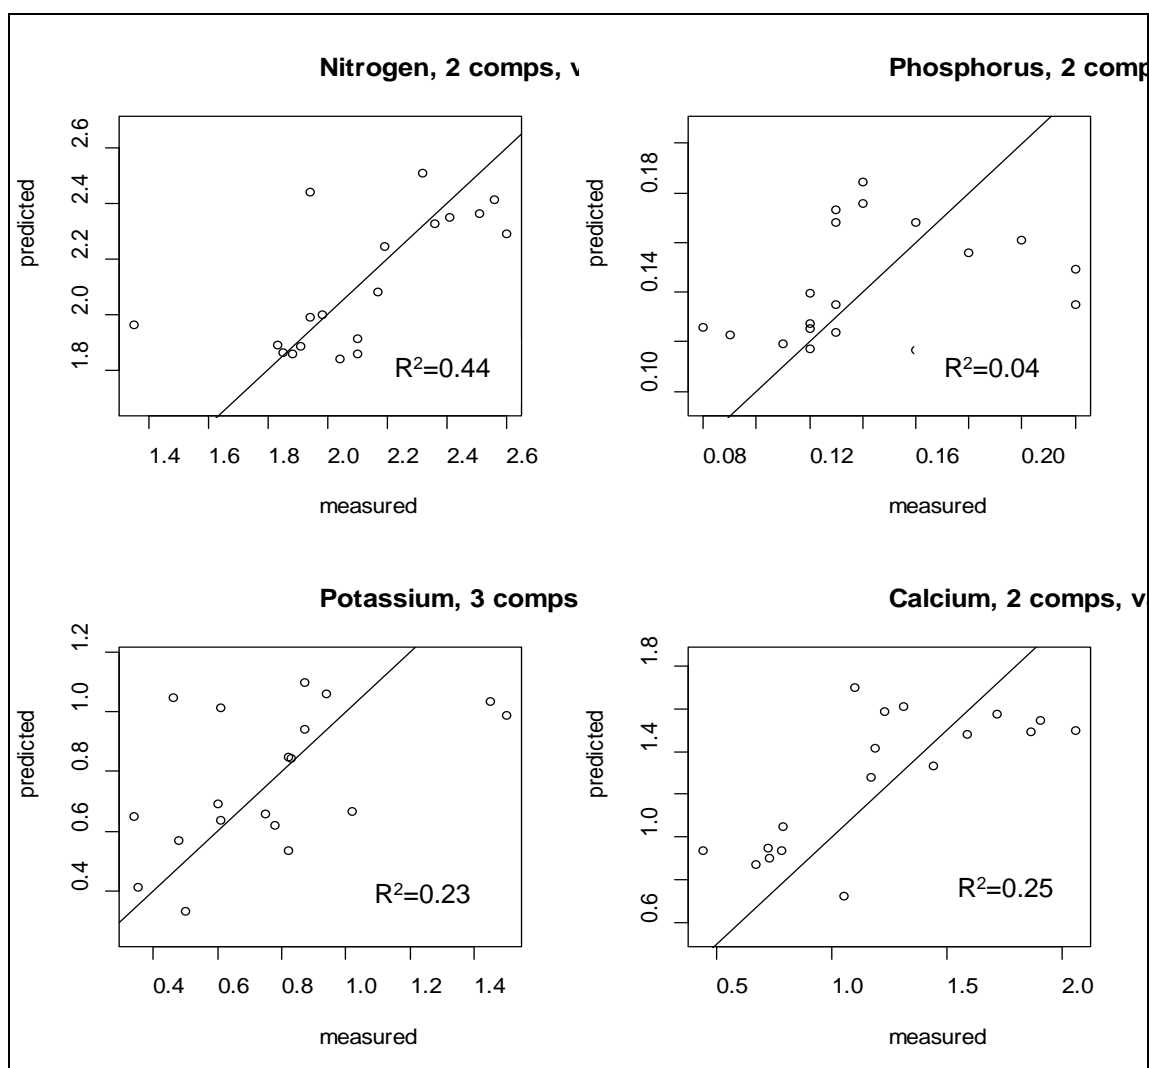 Nitrogen, 2 comps, v
predicted
2.6
2.4
2.2
2.0
1.8
R²=0.44
1.4 1.6 1.8 2.0 2.2 2.4 2.6
measured
Phosphorus, 2 comp
predicted
0.18
0.14
0.10
R²=0.04
0.08 0.12 0.16 0.20
measured
Potassium, 3 comps
predicted
1.2
1.0
0.8
0.6
0.4
R²=0.23
0.4 0.6 0.8 1.0 1.2 1.4
measured
Calcium, 2 comps, v
predicted
1.8
1.4
1.0
0.6
R²=0.25
0.5 1.0 1.5 2.0
measured